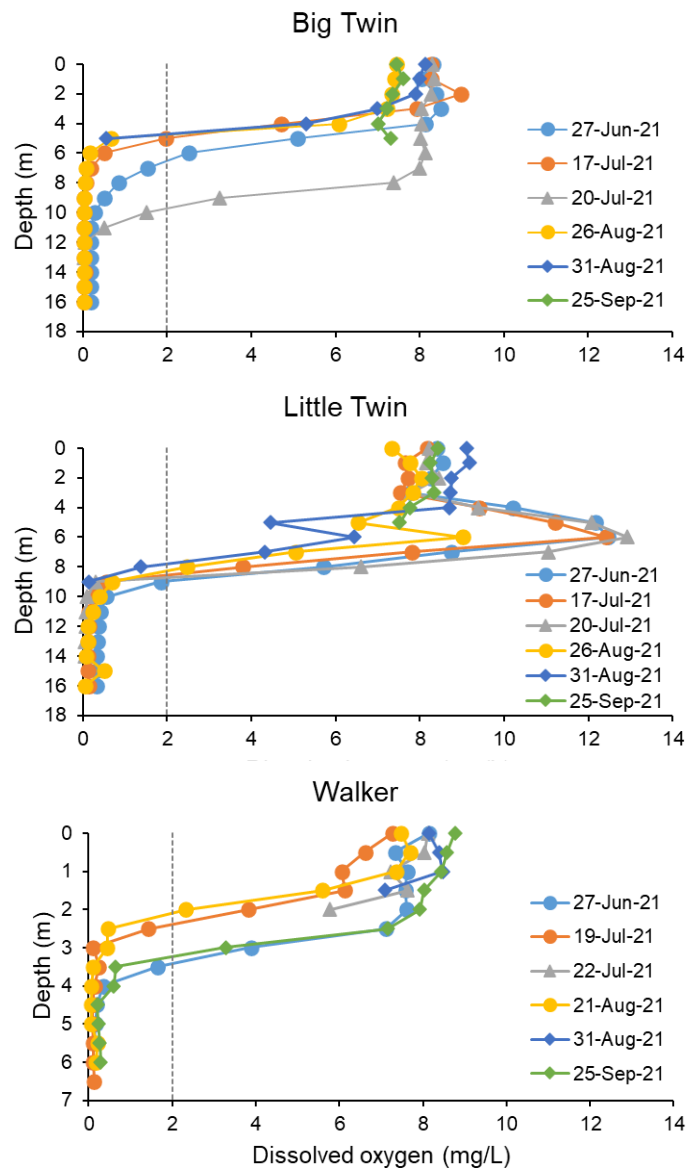 Big Twin
0
2
4
6
8
10
12
14
16
18
Depth (m)
0 2 4 6 8 10 12 14
27-Jun-21
17-Jul-21
20-Jul-21
26-Aug-21
31-Aug-21
25-Sep-21
Little Twin
0
2
4
6
8
10
12
14
16
18
Depth (m)
0 2 4 6 8 10 12 14
27-Jun-21
17-Jul-21
20-Jul-21
26-Aug-21
31-Aug-21
25-Sep-21
Walker
0
1
2
3
4
5
6
7
Depth (m)
0 2 4 6 8 10 12 14
27-Jun-21
19-Jul-21
22-Jul-21
21-Aug-21
31-Aug-21
25-Sep-21
Dissolved oxygen (mg/L)